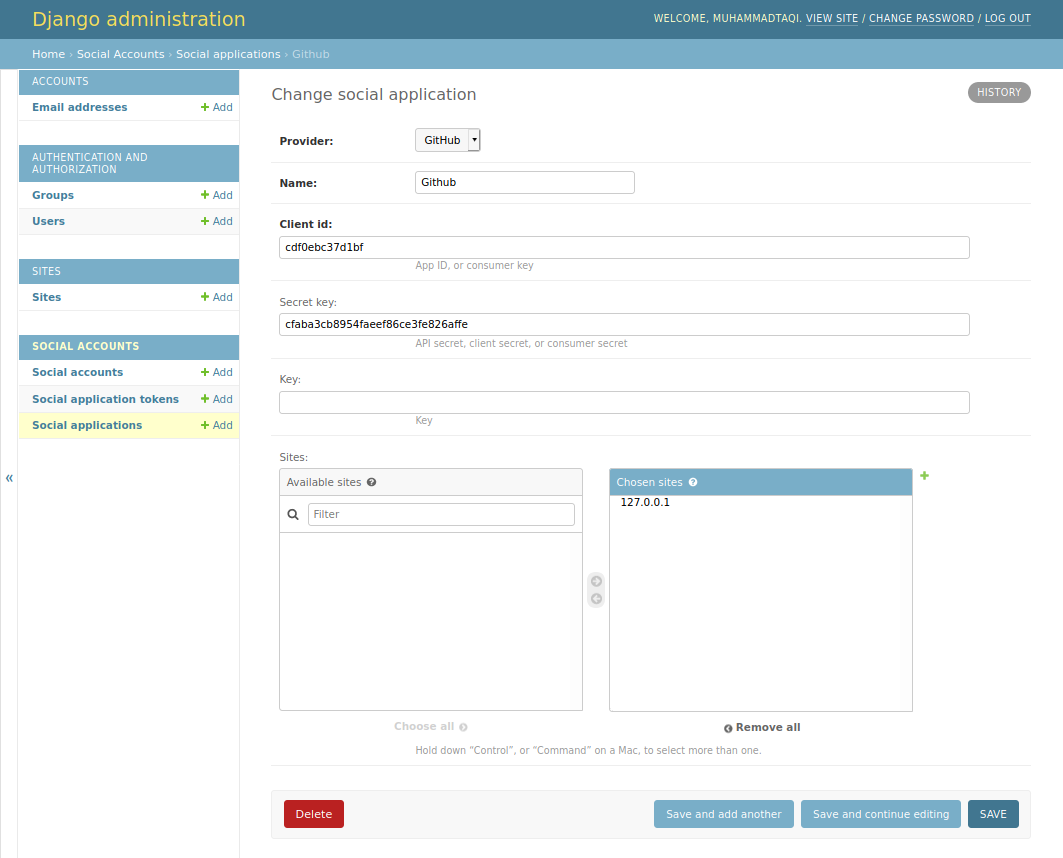 Django administration
WELCOME, MUHAMMADTAQI. VIEW SITE / CHANGE PASSWORD / LOG OUT
Home › Social Accounts › Social applications › Github
ACCOUNTS
Email addresses + Add
AUTHENTICATION AND
AUTHORIZATION
Groups + Add
Users + Add
SITES
Sites + Add
SOCIAL ACCOUNTS
Social accounts + Add
Social application tokens + Add
Social applications + Add
«
Change social application
HISTORY
Provider: GitHub
Name: Github
Client id:
cdf0ebc37d1bf
App ID, or consumer key
Secret key:
cfaba3cb8954faeef86ce3fe826affe
API secret, client secret, or consumer secret
Key:
Key
Sites:
Available sites ?
Filter
Chosen sites ?
127.0.0.1
Choose all
Remove all
Hold down “Control”, or “Command” on a Mac, to select more than one.
Delete
Save and add another
Save and continue editing
SAVE